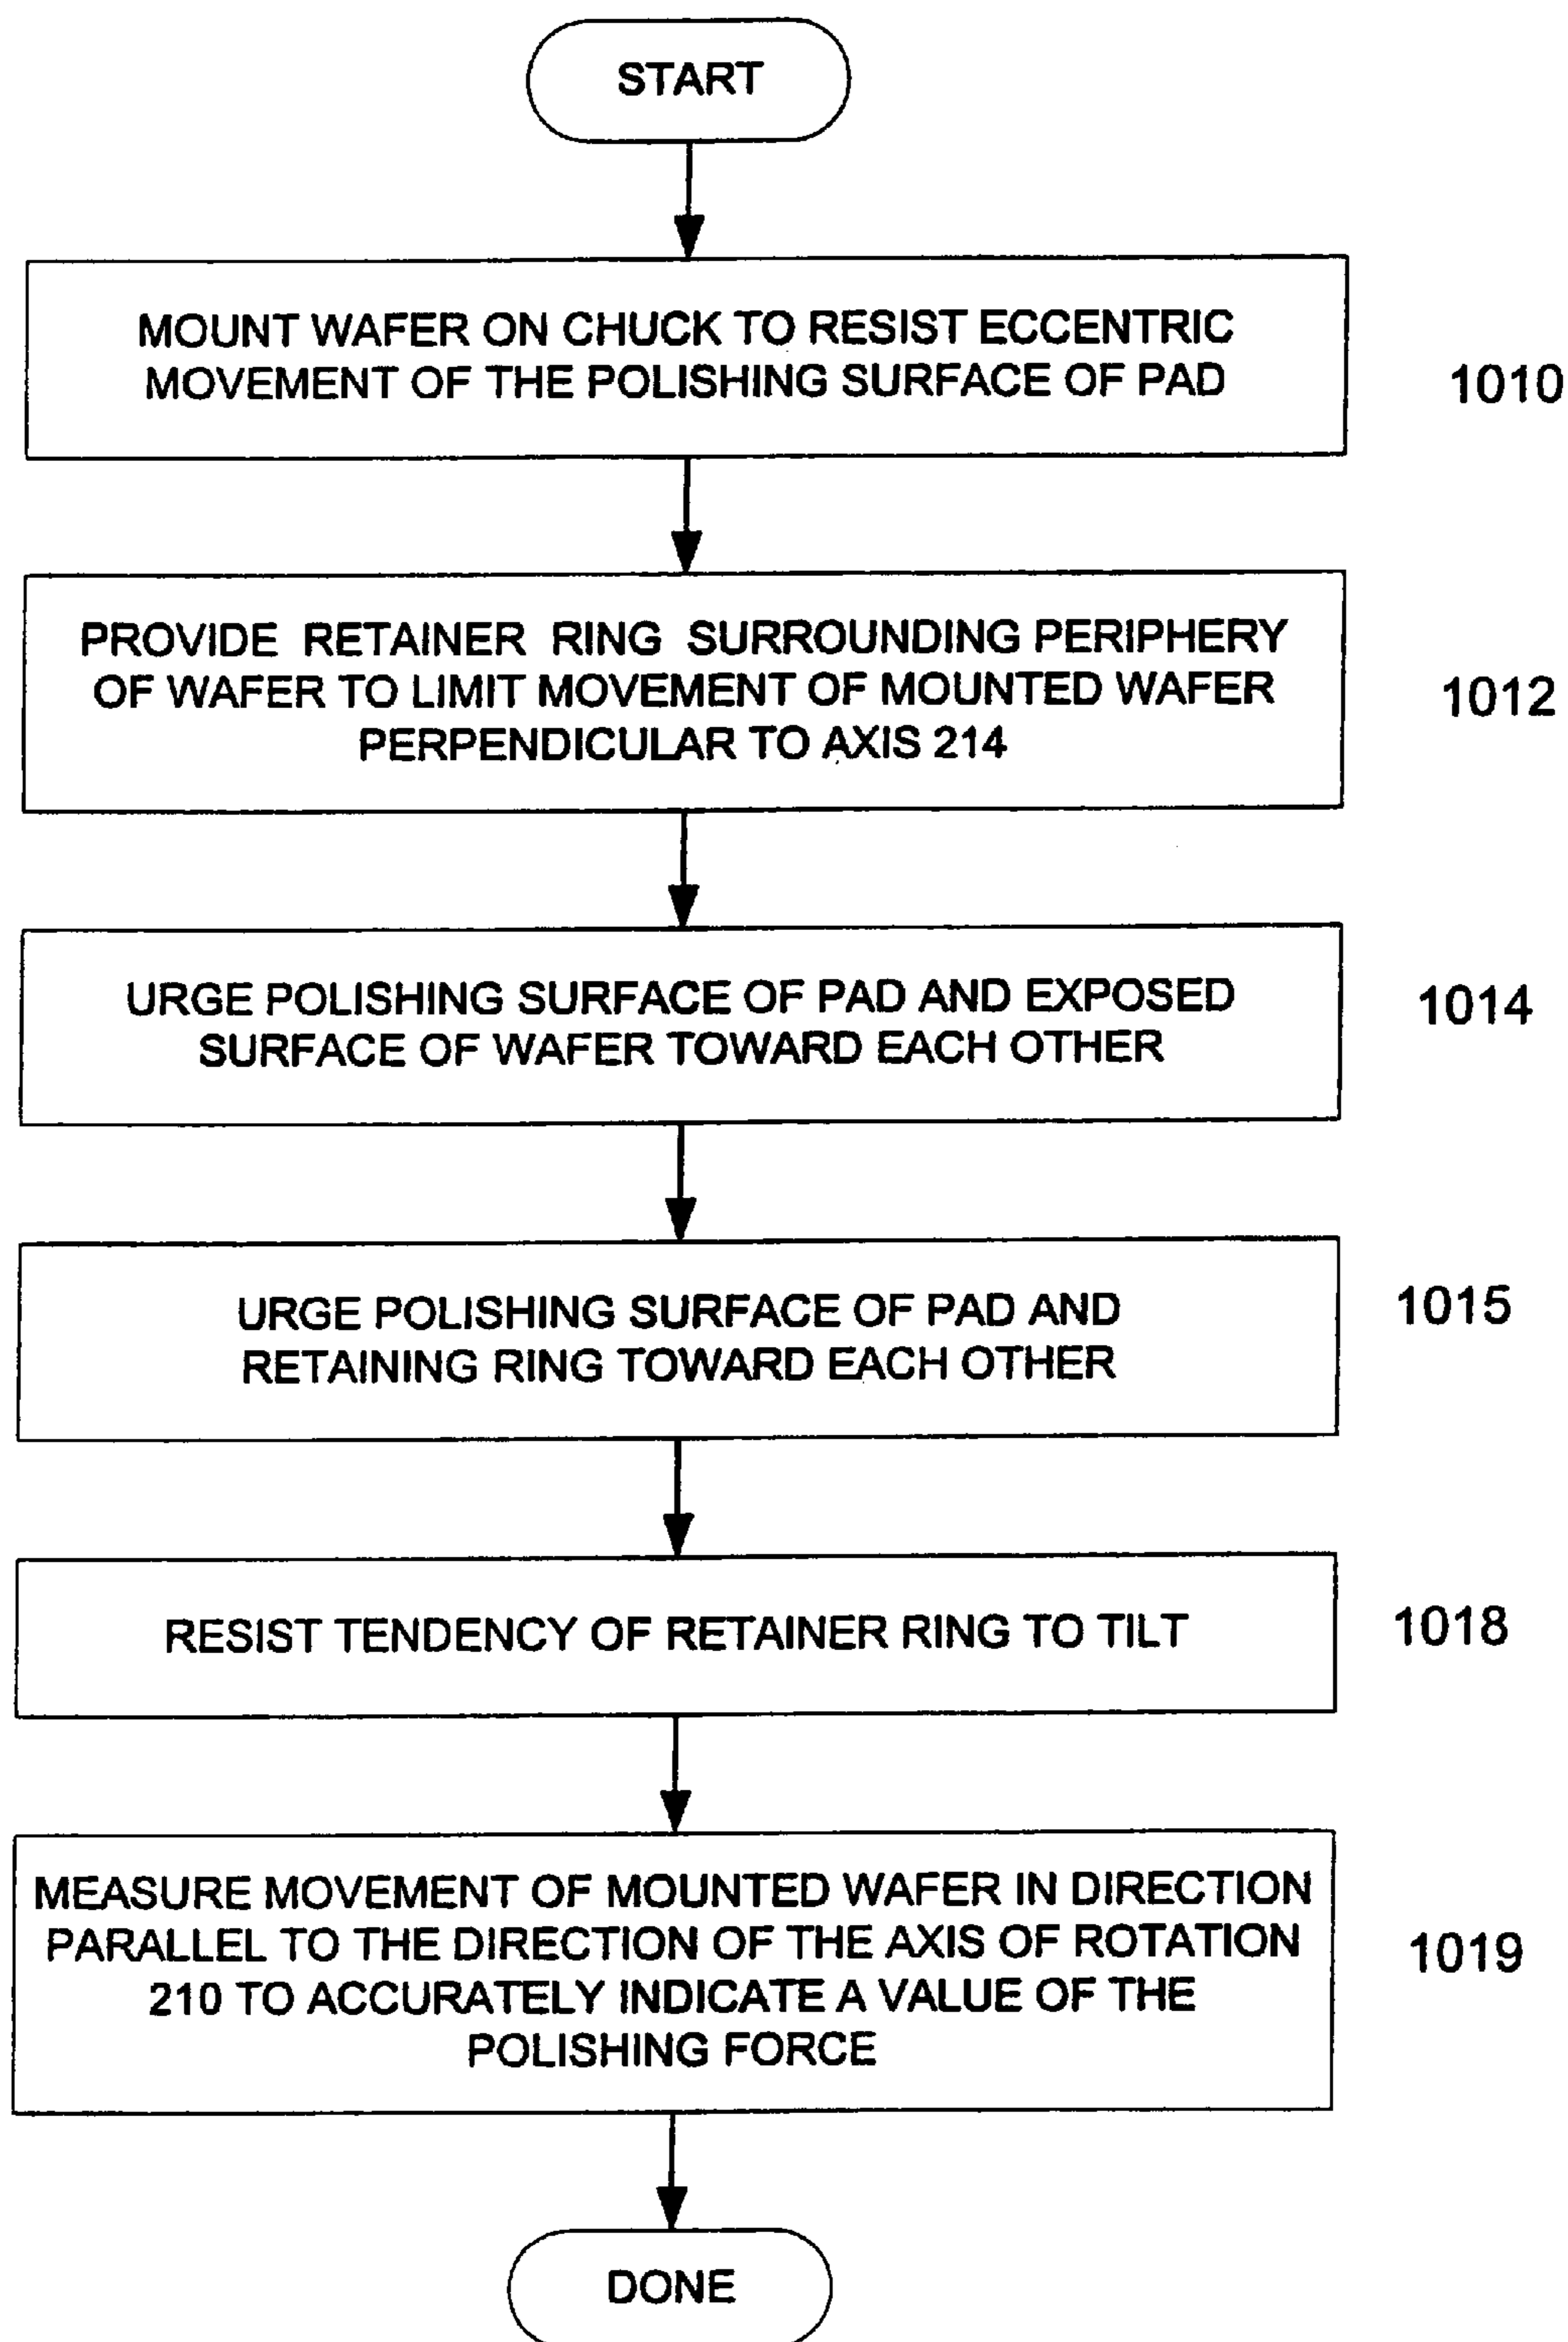 START
MOUNT WAFER ON CHUCK TO RESIST ECCENTRIC
MOVEMENT OF THE POLISHING SURFACE OF PAD
1010
PROVIDE RETAINER RING SURROUNDING PERIPHERY
OF WAFER TO LIMIT MOVEMENT OF MOUNTED WAFER
PERPENDICULAR TO AXIS 214
1012
URGE POLISHING SURFACE OF PAD AND EXPOSED
SURFACE OF WAFER TOWARD EACH OTHER
1014
URGE POLISHING SURFACE OF PAD AND
RETAINING RING TOWARD EACH OTHER
1015
RESIST TENDENCY OF RETAINER RING TO TILT
1018
MEASURE MOVEMENT OF MOUNTED WAFER IN DIRECTION
PARALLEL TO THE DIRECTION OF THE AXIS OF ROTATION
210 TO ACCURATELY INDICATE A VALUE OF THE
POLISHING FORCE
1019
DONE